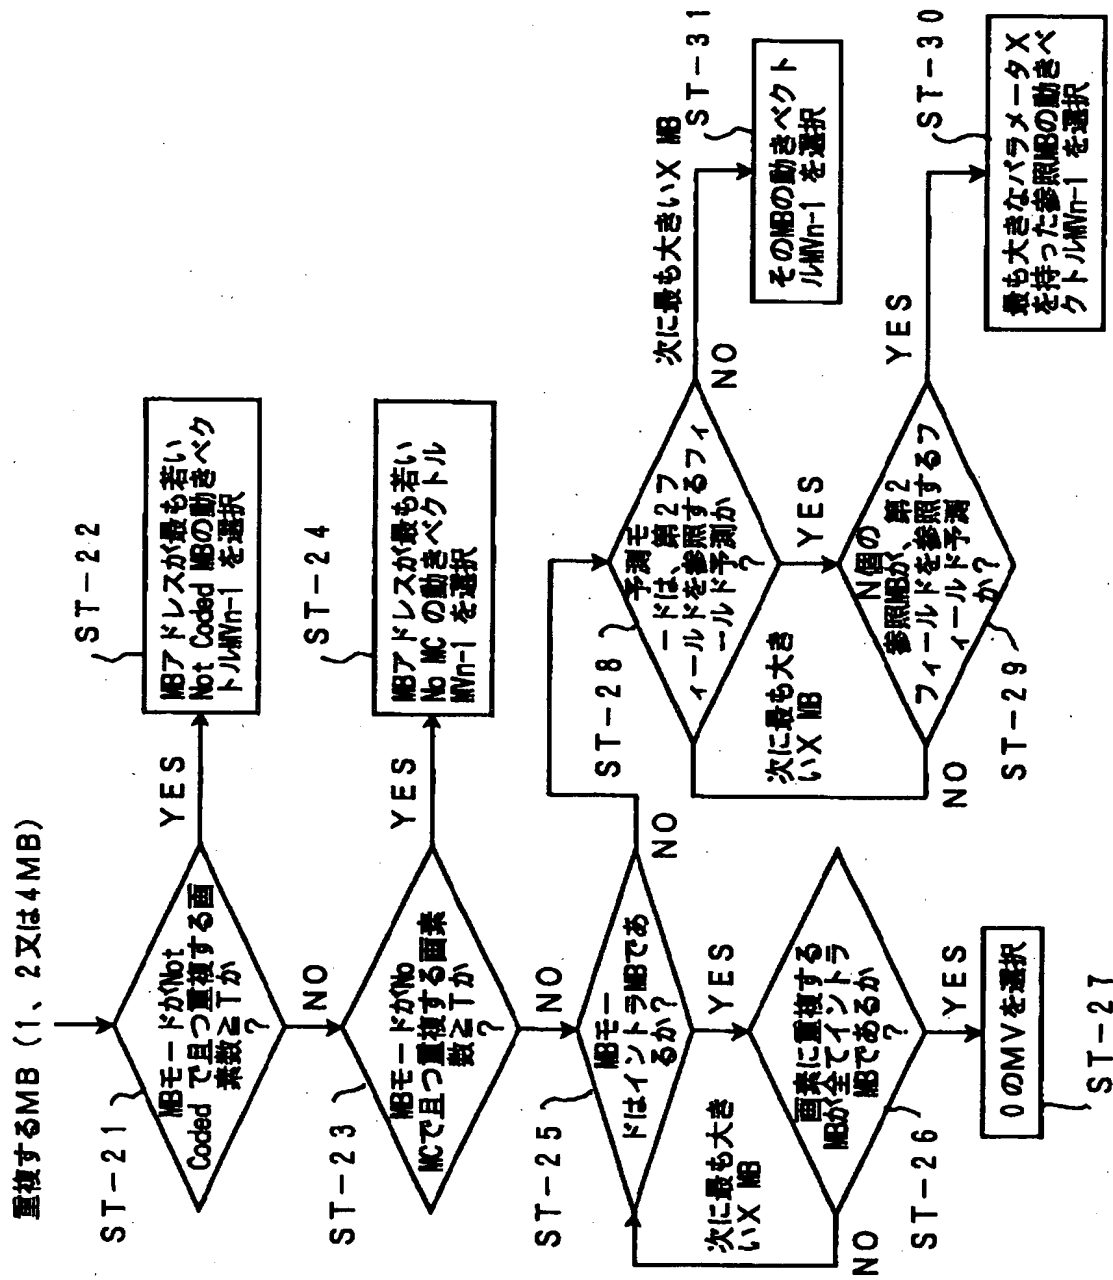 重複するMB (1、2又は4MB)
ST-21
MBモードがNot
Coded で且つ重複する画
素数≧Tか
?
YES
ST-22
MBアドレスが最も若い
Not Coded MBの動きベク
トルMVn-1 を選択
NO
ST-23
MBモードがNo
MCで且つ重複する画素
数≧Tか
?
YES
ST-24
MBアドレスが最も若い
No MC の動きベクトル
MVn-1 を選択
NO
ST-25
MBモー
ドはイントラMBであ
るか?
NO
YES
次に最も大き
いX MB
ST-26
画素に重複する
MBが全てイントラ
MBであるか
?
NO
YES
0のMVを選択
ST-27
ST-28
予測モ
ードは、第2フ
ィールドを参照するフィ
ールド予測か
?
NO
次に最も大きいX MB
ST-31
そのMBの動きベクト
ルMVn-1 を選択
YES
次に最も大き
いX MB
ST-29
N個の
参照MBが、第2
フィールドを参照するフ
ィールド予測
か?
NO
YES
ST-30
最も大きなパラメータX
を持った参照MBの動きベ
クトルMVn-1 を選択